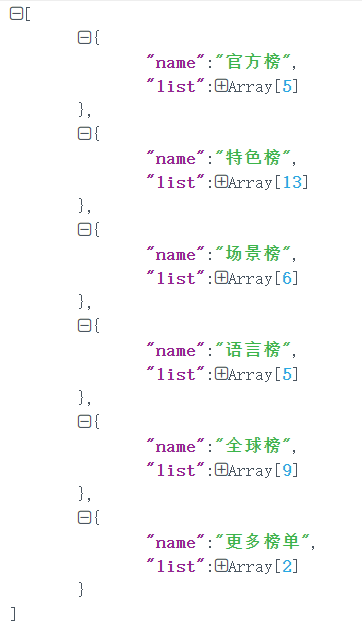 [
{
"name":"官方榜",
"list":Array[5]
},
{
"name":"特色榜",
"list":Array[13]
},
{
"name":"场景榜",
"list":Array[6]
},
{
"name":"语言榜",
"list":Array[5]
},
{
"name":"全球榜",
"list":Array[9]
},
{
"name":"更多榜单",
"list":Array[2]
}
]